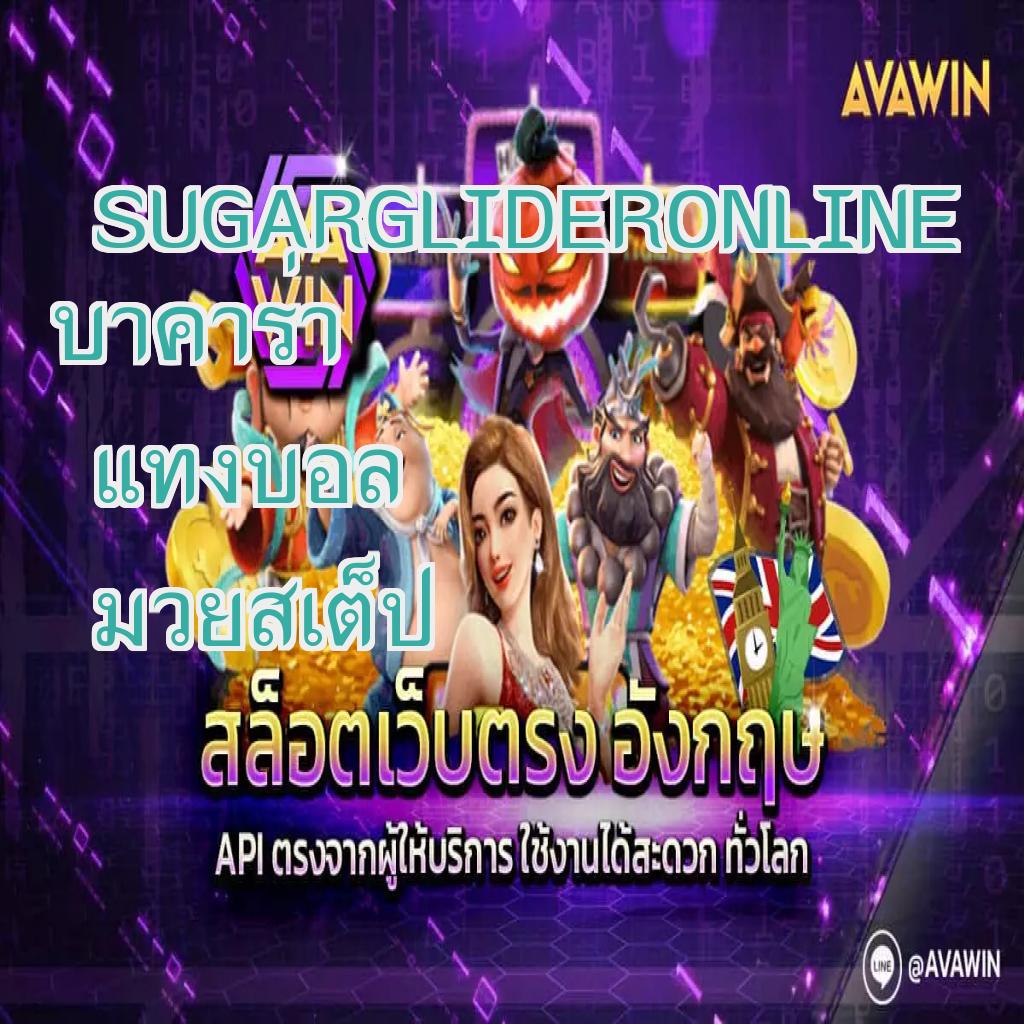 AVAWIN
SUGARGLIDERONLINE
AVA
WIN
บาคาร่า
แทงบอล
มวยสเต็ป
สล็อตเว็บตรง อังกฤษ
API ตรงจากผู้ให้บริการ ใช้งานได้สะดวก ทั่วโลก
LINE @AVAWIN